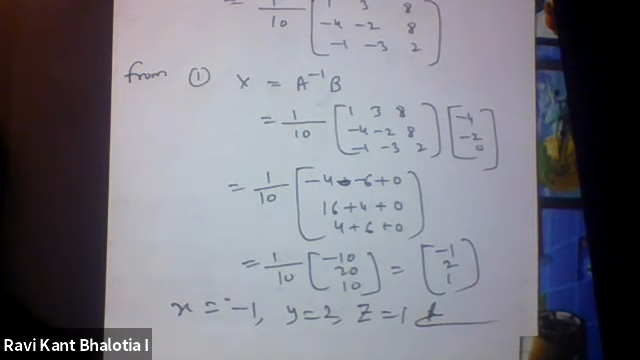 = 1/10 [1 3 8
-4 -2 8
-1 -3 2]
from ① X = A⁻¹B
= 1/10 [1 3 8
-4 -2 8
-1 -3 2] [-4
-2
0]
= 1/10 [-4 -6+0
16+4+0
4+6+0]
= 1/10 [-10
20
10] = [-1
2
1]
x = -1, y=2, Z=1
Ravi Kant Bhalotia I